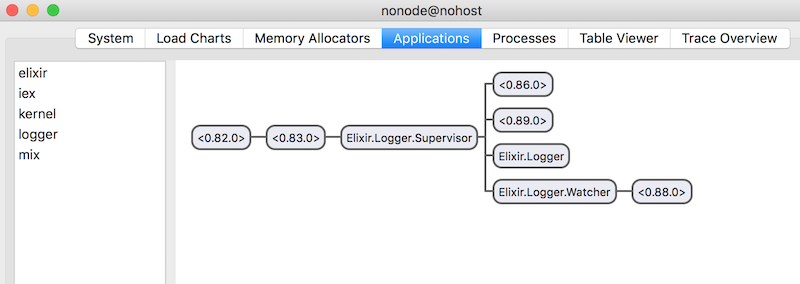 nonode@nohost
System Load Charts Memory Allocators Applications Processes Table Viewer Trace Overview
elixir
iex
kernel
logger
mix
<0.82.0> <0.83.0> Elixir.Logger.Supervisor
<0.86.0>
<0.89.0>
Elixir.Logger
Elixir.Logger.Watcher <0.88.0>